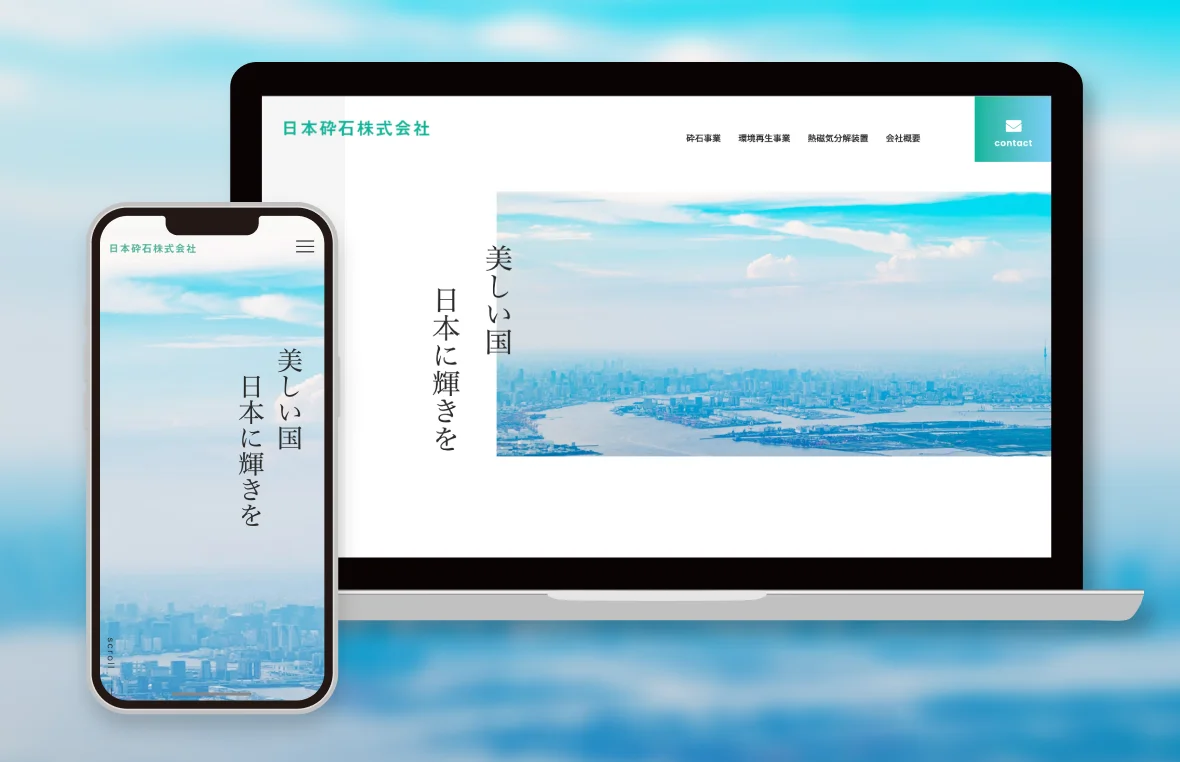 日本砕石株式会社
砕石事業
環境再生事業
熱磁気分解装置
会社概要
contact
美しい国
日本に輝きを
日本砕石株式会社
美しい国
日本に輝きを
scroll